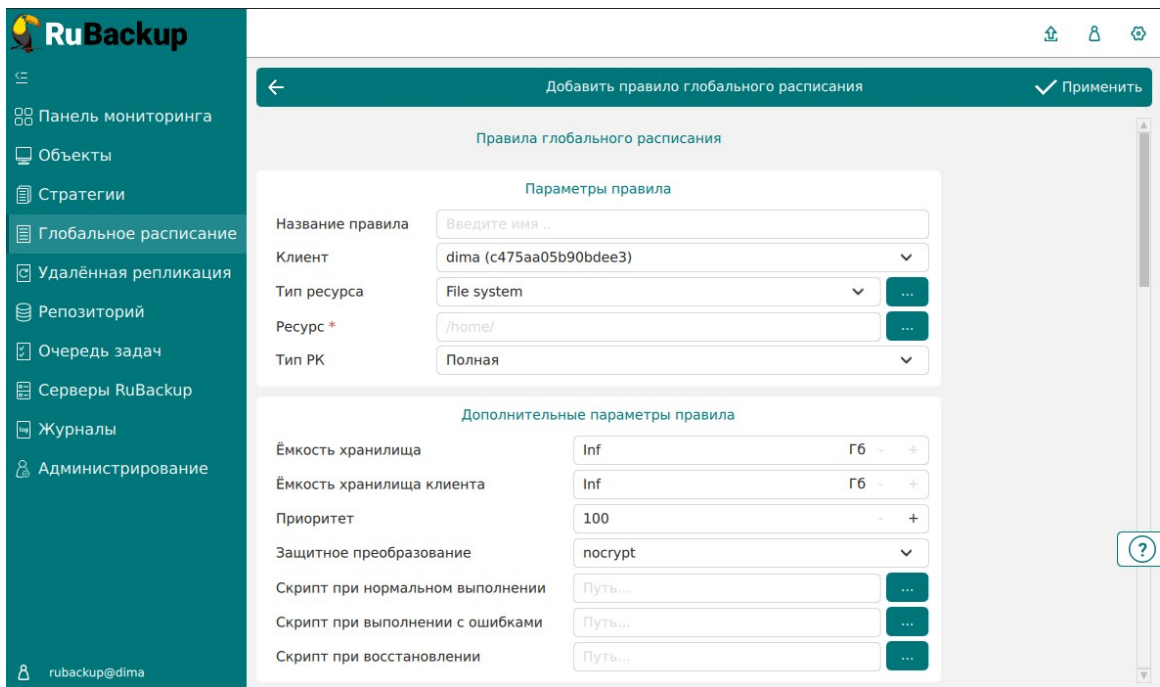 RuBackup
Добавить правило глобального расписания
Применить
Панель мониторинга
Объекты
Стратегии
Глобальное расписание
Удалённая репликация
Репозиторий
Очередь задач
Серверы RuBackup
Журналы
Администрирование
rubackup@dima
Правила глобального расписания
Параметры правила
Название правила Введите имя ..
Клиент dima (c475aa05b90bdee3)
Тип ресурса File system ...
Ресурс * /home/ ...
Тип РК Полная
Дополнительные параметры правила
Ёмкость хранилища Inf Гб - +
Ёмкость хранилища клиента Inf Гб - +
Приоритет 100 - +
Защитное преобразование nocrypt
Скрипт при нормальном выполнении Путь... ...
Скрипт при выполнении с ошибками Путь... ...
Скрипт при восстановлении Путь... ...
?